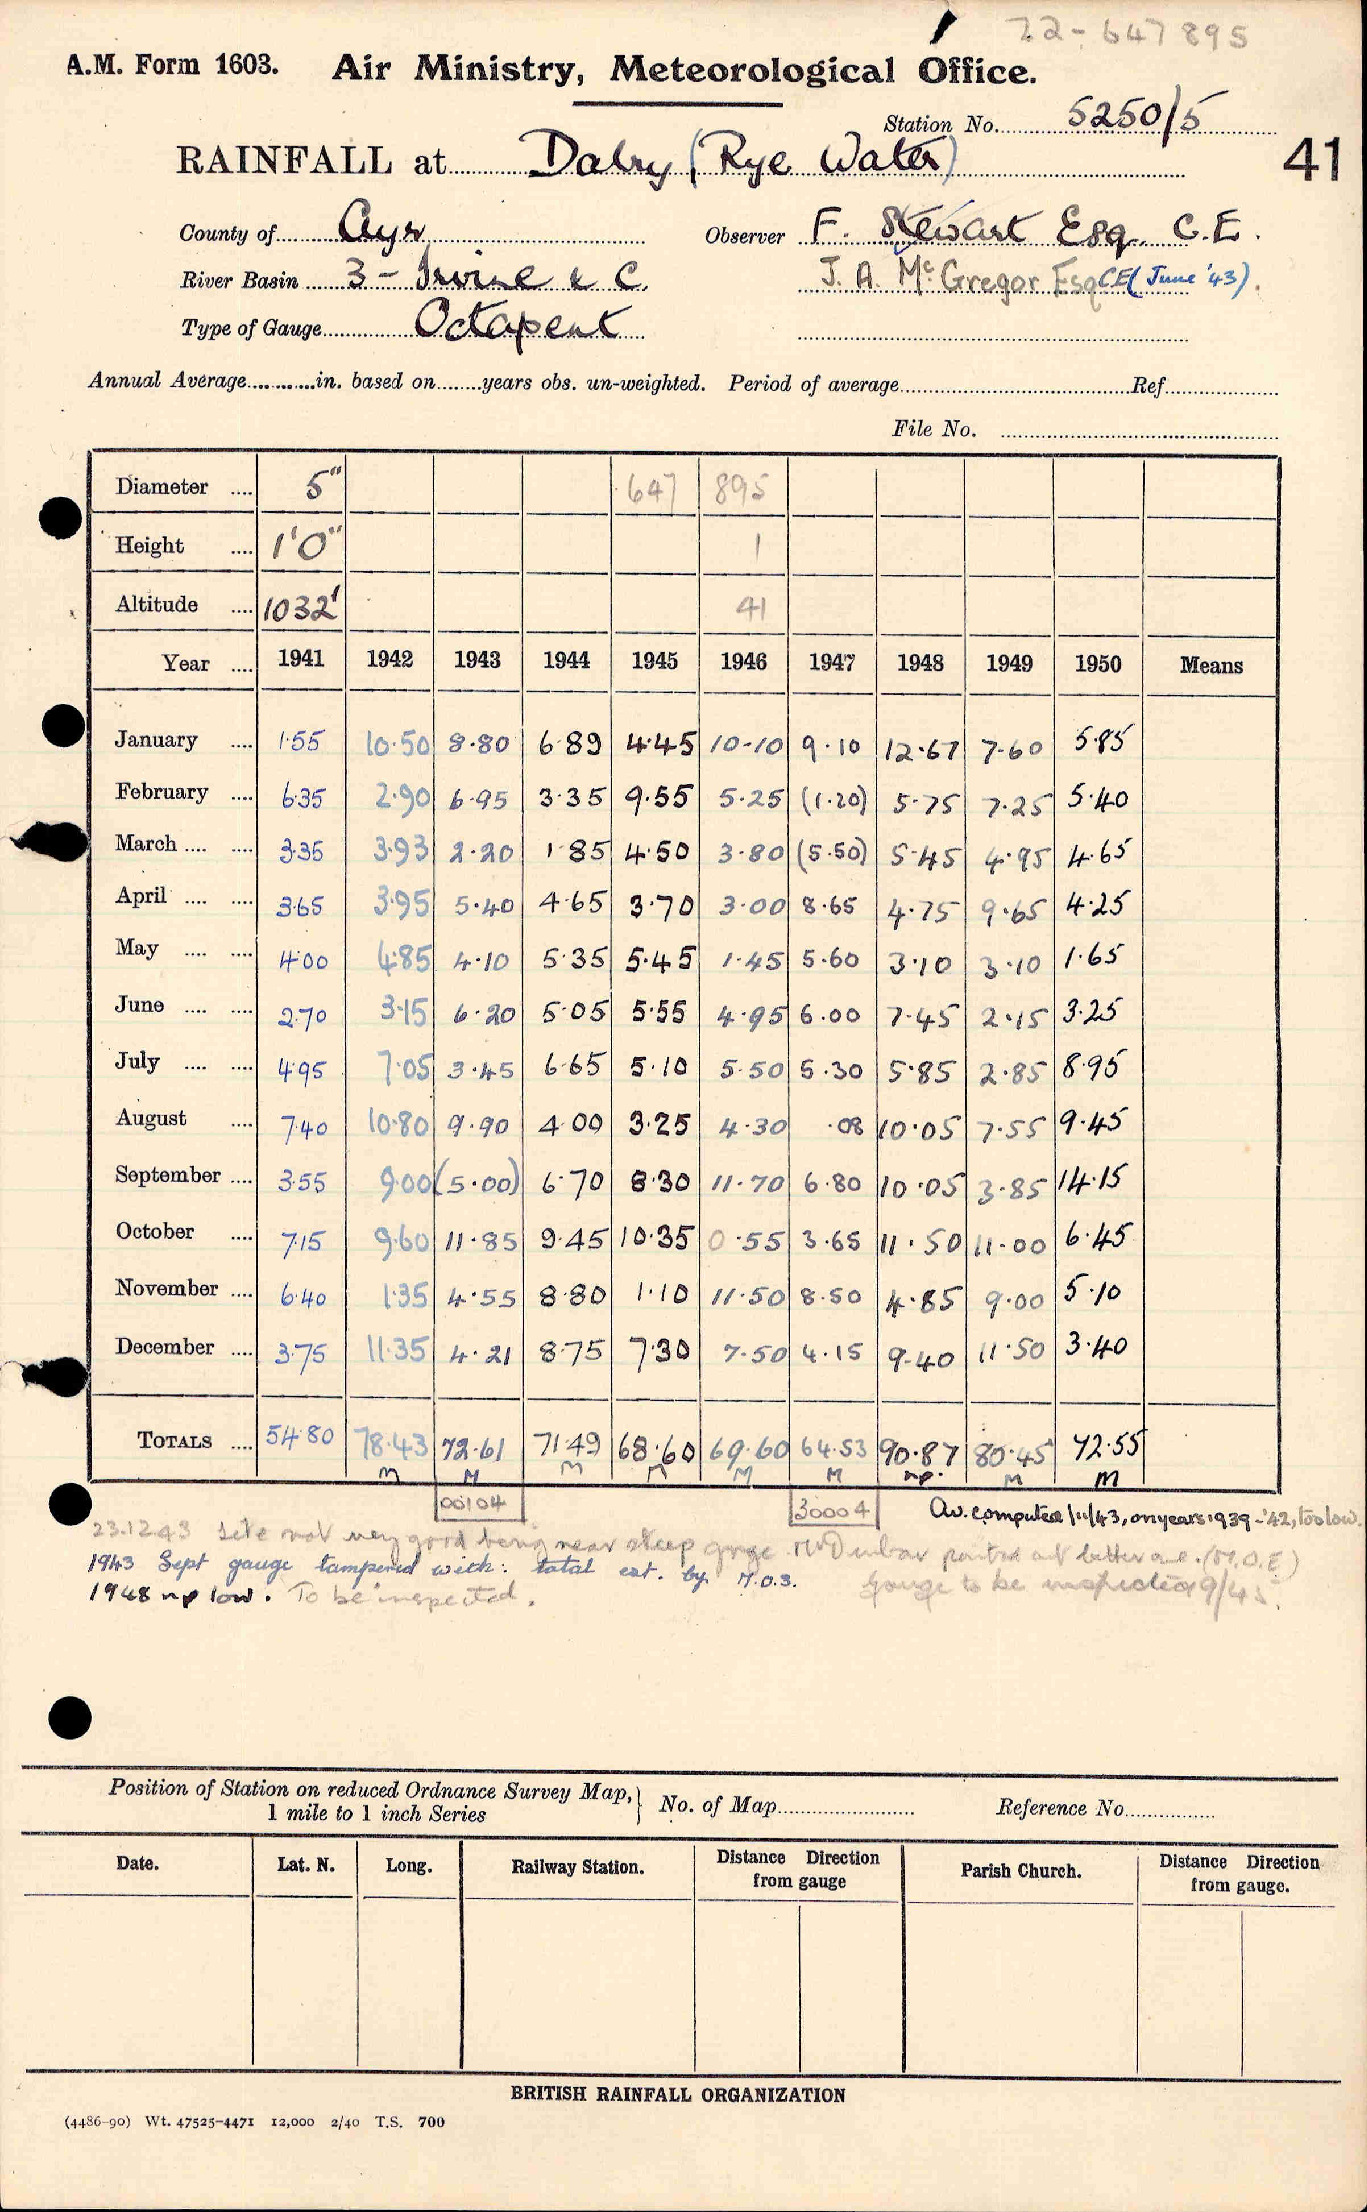 22-647895
A.M. Form 1603. Air Ministry, Meteorological Office.
Station No. 5250/5
RAINFALL at Dalry (Rye Water)
41
County of Ayr Observer F. Stewart Esq. C.E.
River Basin 3 - Irvine & C. J. A. McGregor Esq CE (June '43).
Type of Gauge Octapent
Annual Average in. based on years obs. un-weighted. Period of average Ref.
File No.
Diameter 5" 647 895
Height 1'0" 1
Altitude 1032' 41
Year 1941 1942 1943 1944 1945 1946 1947 1948 1949 1950 Means
January 1.55 10.50 8.80 6.89 4.45 10.10 9.10 12.67 7.60 5.85
February 6.35 2.90 6.95 3.35 9.55 5.25 (1.20) 5.75 7.25 5.40
March 3.35 3.93 2.20 1.85 4.50 3.80 (5.50) 5.45 4.95 4.65
April 3.65 3.95 5.40 4.65 3.70 3.00 8.65 4.75 9.65 4.25
May 4.00 4.85 4.10 5.35 5.45 1.45 5.60 3.10 3.10 1.65
June 2.70 3.15 6.20 5.05 5.55 4.95 6.00 7.45 2.15 3.25
July 4.95 7.05 3.45 6.65 5.10 5.50 5.30 5.85 2.85 8.95
August 7.40 10.80 9.90 4.00 3.25 4.30 .08 10.05 7.55 9.45
September 3.55 9.00 (5.00) 6.70 8.30 11.70 6.80 10.05 3.85 14.15
October 7.15 9.60 11.85 9.45 10.35 0.55 3.65 11.50 11.00 6.45
November 6.40 1.35 4.55 8.80 1.10 11.50 8.50 4.85 9.00 5.10
December 3.75 11.35 4.21 8.75 7.30 7.50 4.15 9.40 11.50 3.40
TOTALS 54.80 78.43 72.61 71.49 68.60 69.60 64.53 90.87 80.45 72.55
M M M M M M np. M M
00104 30004 Av. computed 1/11/43, on years 1939-'42, too low.
23.12.43 Site not very good being near steep gorge. Mr Dunbar pointed out better one. (M.O.E)
1943 Sept gauge tampered with: total est. by M.O.3. Gauge to be inspected 9/45.
1948 np low. To be inspected.
Position of Station on reduced Ordnance Survey Map, 1 mile to 1 inch Series No. of Map Reference No.
Date. Lat. N. Long. Railway Station. Distance Direction from gauge Parish Church. Distance Direction from gauge.
BRITISH RAINFALL ORGANIZATION
(4486-90) Wt. 47525-4471 12,000 2/40 T.S. 700